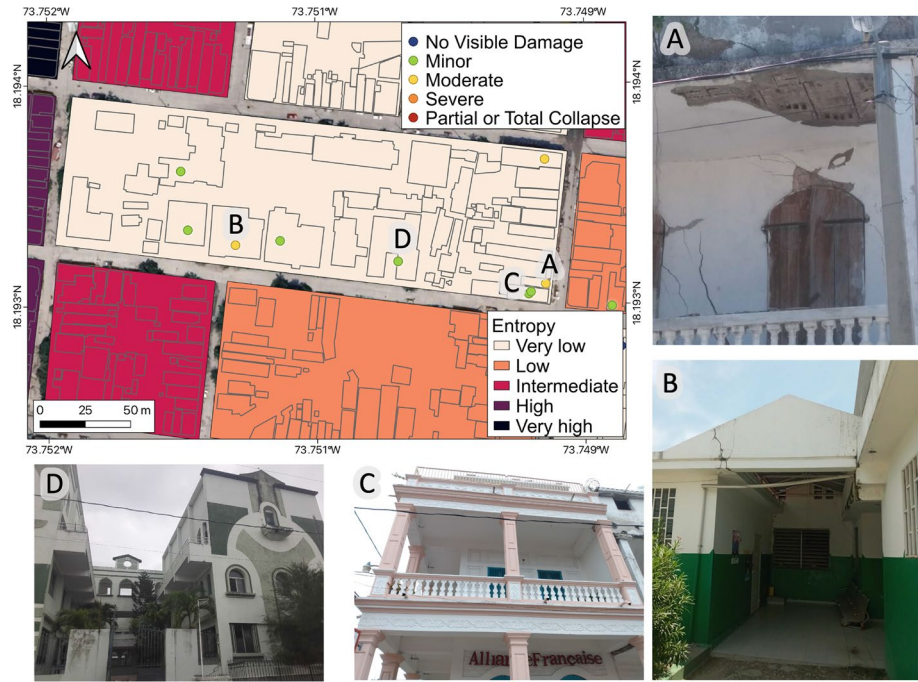 73.752°W
73.751°W
73.749°W
18.194°N
18.194°N
No Visible Damage
Minor
Moderate
Severe
Partial or Total Collapse
A
B
D
A
C
18.193°N
18.193°N
Entropy
Very low
Low
Intermediate
High
Very high
0 25 50 m
73.752°W
73.751°W
73.749°W
B
D
C
Alliance Française